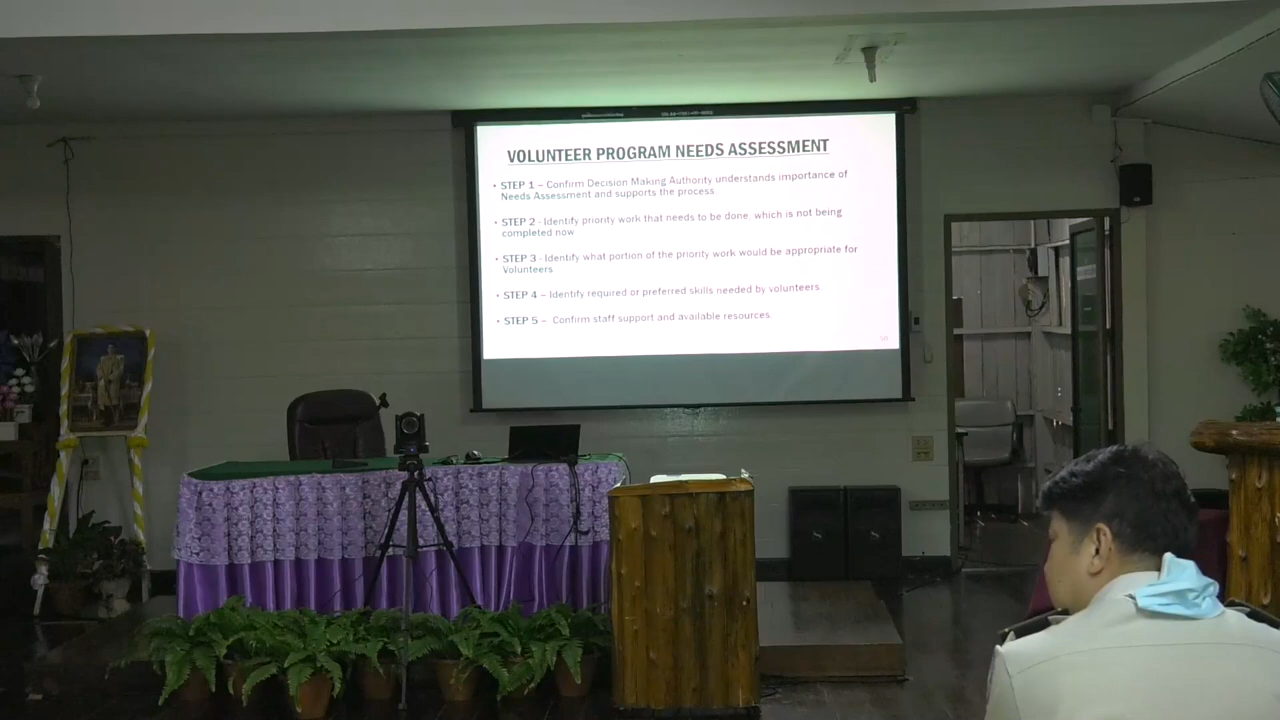 VOLUNTEER PROGRAM NEEDS ASSESSMENT
• STEP 1 – Confirm Decision Making Authority understands importance of
Needs Assessment and supports the process
• STEP 2 - Identify priority work that needs to be done, which is not being
completed now
• STEP 3 - Identify what portion of the priority work would be appropriate for
Volunteers
• STEP 4 – Identify required or preferred skills needed by volunteers
• STEP 5 – Confirm staff support and available resources